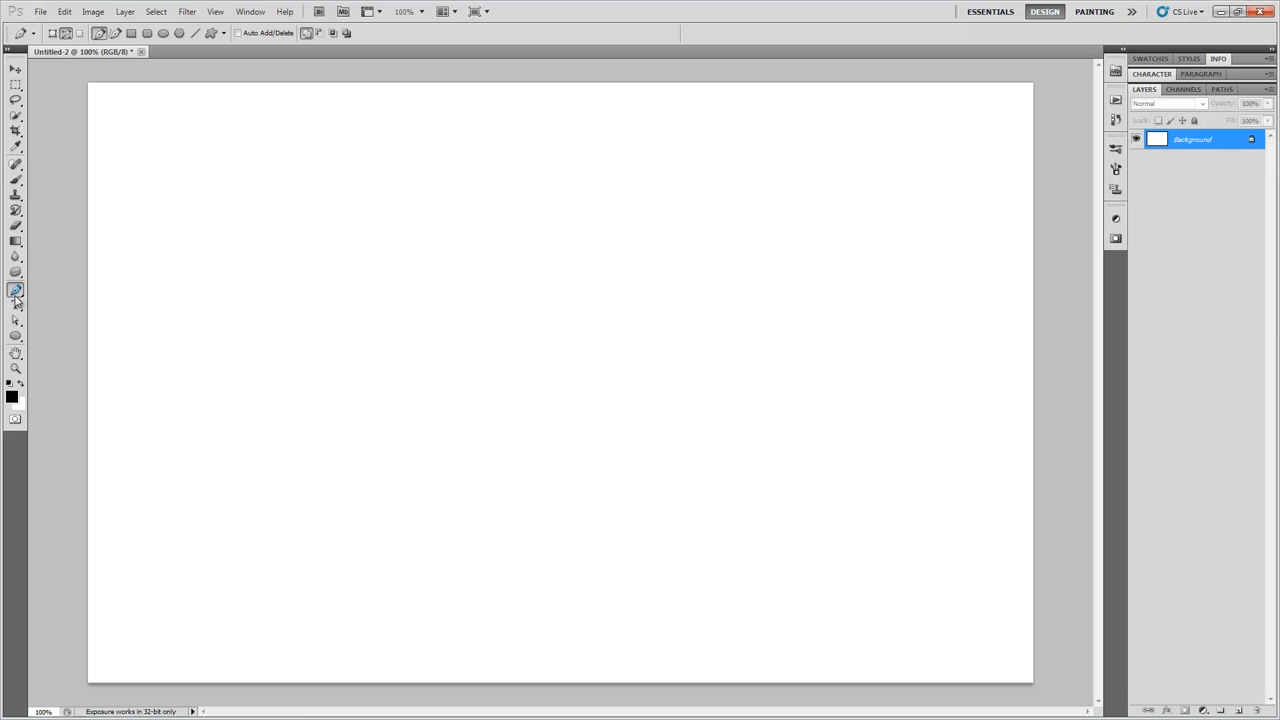 Ps File Edit Image Layer Select Filter View Window Help Mb 100% ESSENTIALS DESIGN PAINTING CS Live
Auto Add/Delete
Untitled-2 @ 100% (RGB/8) *
SWATCHES STYLES INFO
CHARACTER PARAGRAPH
LAYERS CHANNELS PATHS
Normal Opacity: 100%
Lock: Fill: 100%
Background
100% Exposure works in 32-bit only